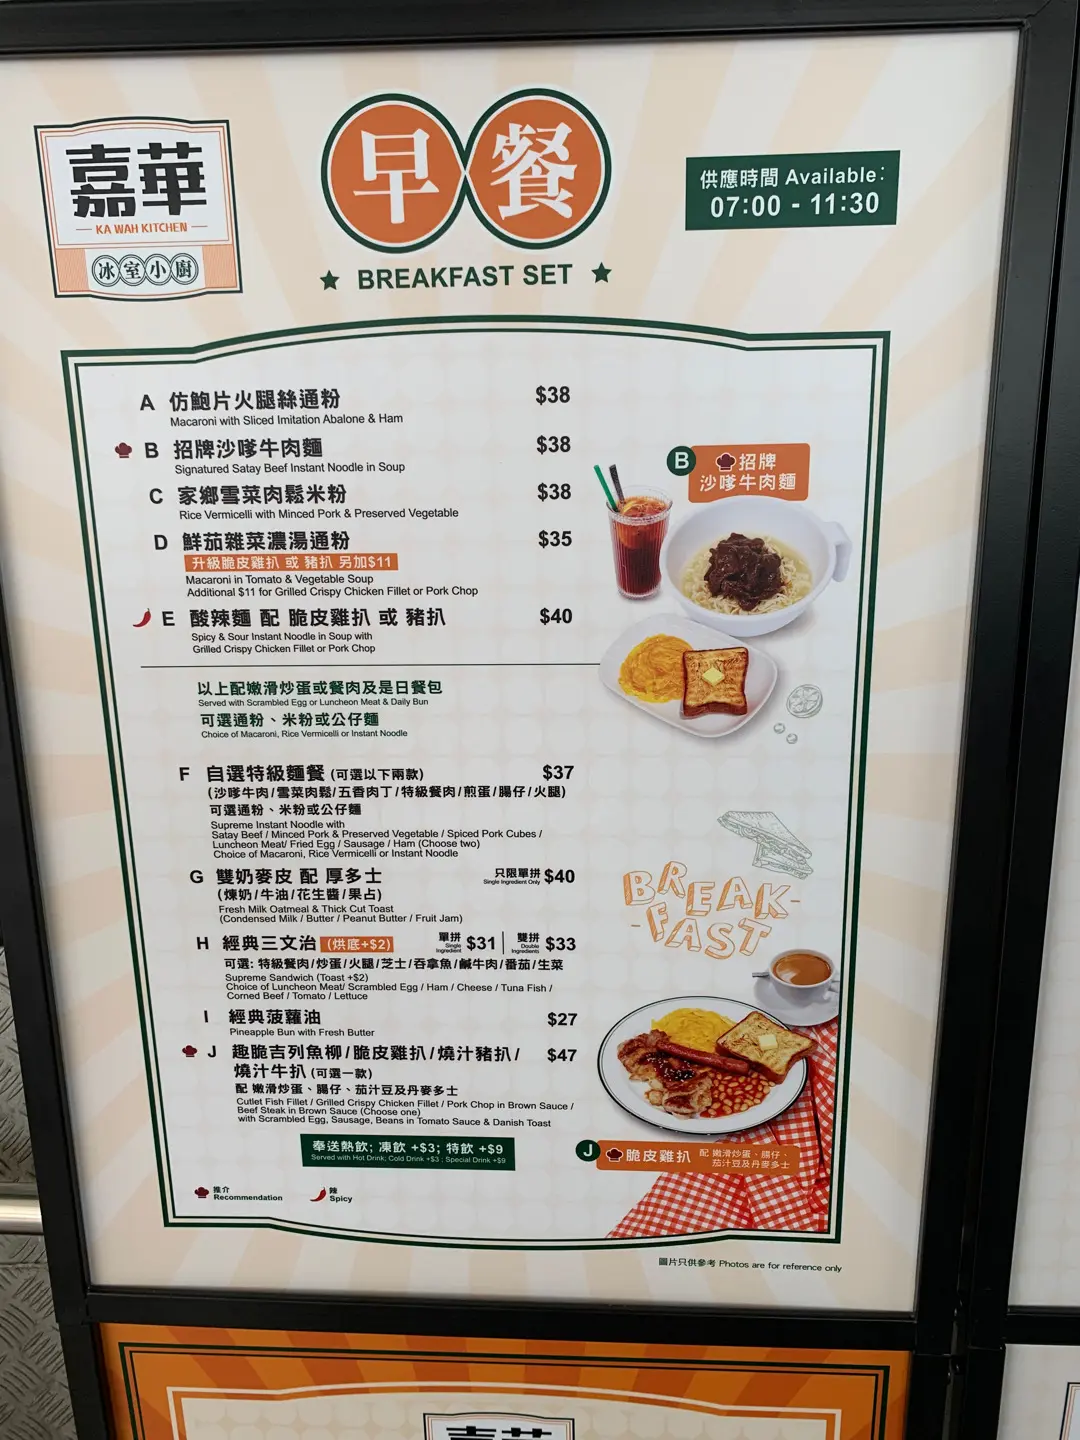 嘉華
KA WAH KITCHEN
冰室小廚
早餐
BREAKFAST SET
供應時間 Available:
07:00 - 11:30
A 仿鮑片火腿絲通粉 $38
Macaroni with Sliced Imitation Abalone & Ham
B 招牌沙嗲牛肉麵 $38
Signatured Satay Beef Instant Noodle in Soup
C 家鄉雪菜肉鬆米粉 $38
Rice Vermicelli with Minced Pork & Preserved Vegetable
D 鮮茄雜菜濃湯通粉 $35
升級脆皮雞扒 或 豬扒 另加$11
Macaroni in Tomato & Vegetable Soup
Additional $11 for Grilled Crispy Chicken Fillet or Pork Chop
E 酸辣麵 配 脆皮雞扒 或 豬扒 $40
Spicy & Sour Instant Noodle in Soup with
Grilled Crispy Chicken Fillet or Pork Chop
B 招牌
沙嗲牛肉麵
以上配嫩滑炒蛋或餐肉及是日餐包
Served with Scrambled Egg or Luncheon Meat & Daily Bun
可選通粉、米粉或公仔麵
Choice of Macaroni, Rice Vermicelli or Instant Noodle
F 自選特級麵餐 (可選以下兩款) $37
(沙嗲牛肉/雪菜肉鬆/五香肉丁/特級餐肉/煎蛋/腸仔/火腿)
可選通粉、米粉或公仔麵
Supreme Instant Noodle with
Satay Beef / Minced Pork & Preserved Vegetable / Spiced Pork Cubes /
Luncheon Meat/ Fried Egg / Sausage / Ham (Choose two)
Choice of Macaroni, Rice Vermicelli or Instant Noodle
G 雙奶麥皮 配 厚多士 只限單拼 Single Ingredient Only $40
(煉奶/牛油/花生醬/果占)
Fresh Milk Oatmeal & Thick Cut Toast
(Condensed Milk / Butter / Peanut Butter / Fruit Jam)
H 經典三文治 (烘底+$2) 單拼 Single Ingredient $31 | 雙拼 Double Ingredients $33
可選: 特級餐肉/炒蛋/火腿/芝士/吞拿魚/鹹牛肉/番茄/生菜
Supreme Sandwich (Toast +$2)
Choice of Luncheon Meat/ Scrambled Egg / Ham / Cheese / Tuna Fish /
Corned Beef / Tomato / Lettuce
I 經典菠蘿油 $27
Pineapple Bun with Fresh Butter
J 趣脆吉列魚柳/脆皮雞扒/燒汁豬扒/ $47
燒汁牛扒 (可選一款)
配 嫩滑炒蛋、腸仔、茄汁豆及丹麥多士
Cutlet Fish Fillet / Grilled Crispy Chicken Fillet / Pork Chop in Brown Sauce /
Beef Steak in Brown Sauce (Choose one)
with Scrambled Egg, Sausage, Beans in Tomato Sauce & Danish Toast
BREAK-
-FAST
奉送熱飲; 凍飲 +$3; 特飲 +$9
Served with Hot Drink; Cold Drink +$3 ; Special Drink +$9
J 脆皮雞扒 配 嫩滑炒蛋、腸仔、
茄汁豆及丹麥多士
推介
Recommendation
辣
Spicy
圖片只供參考 Photos are for reference only
嘉華